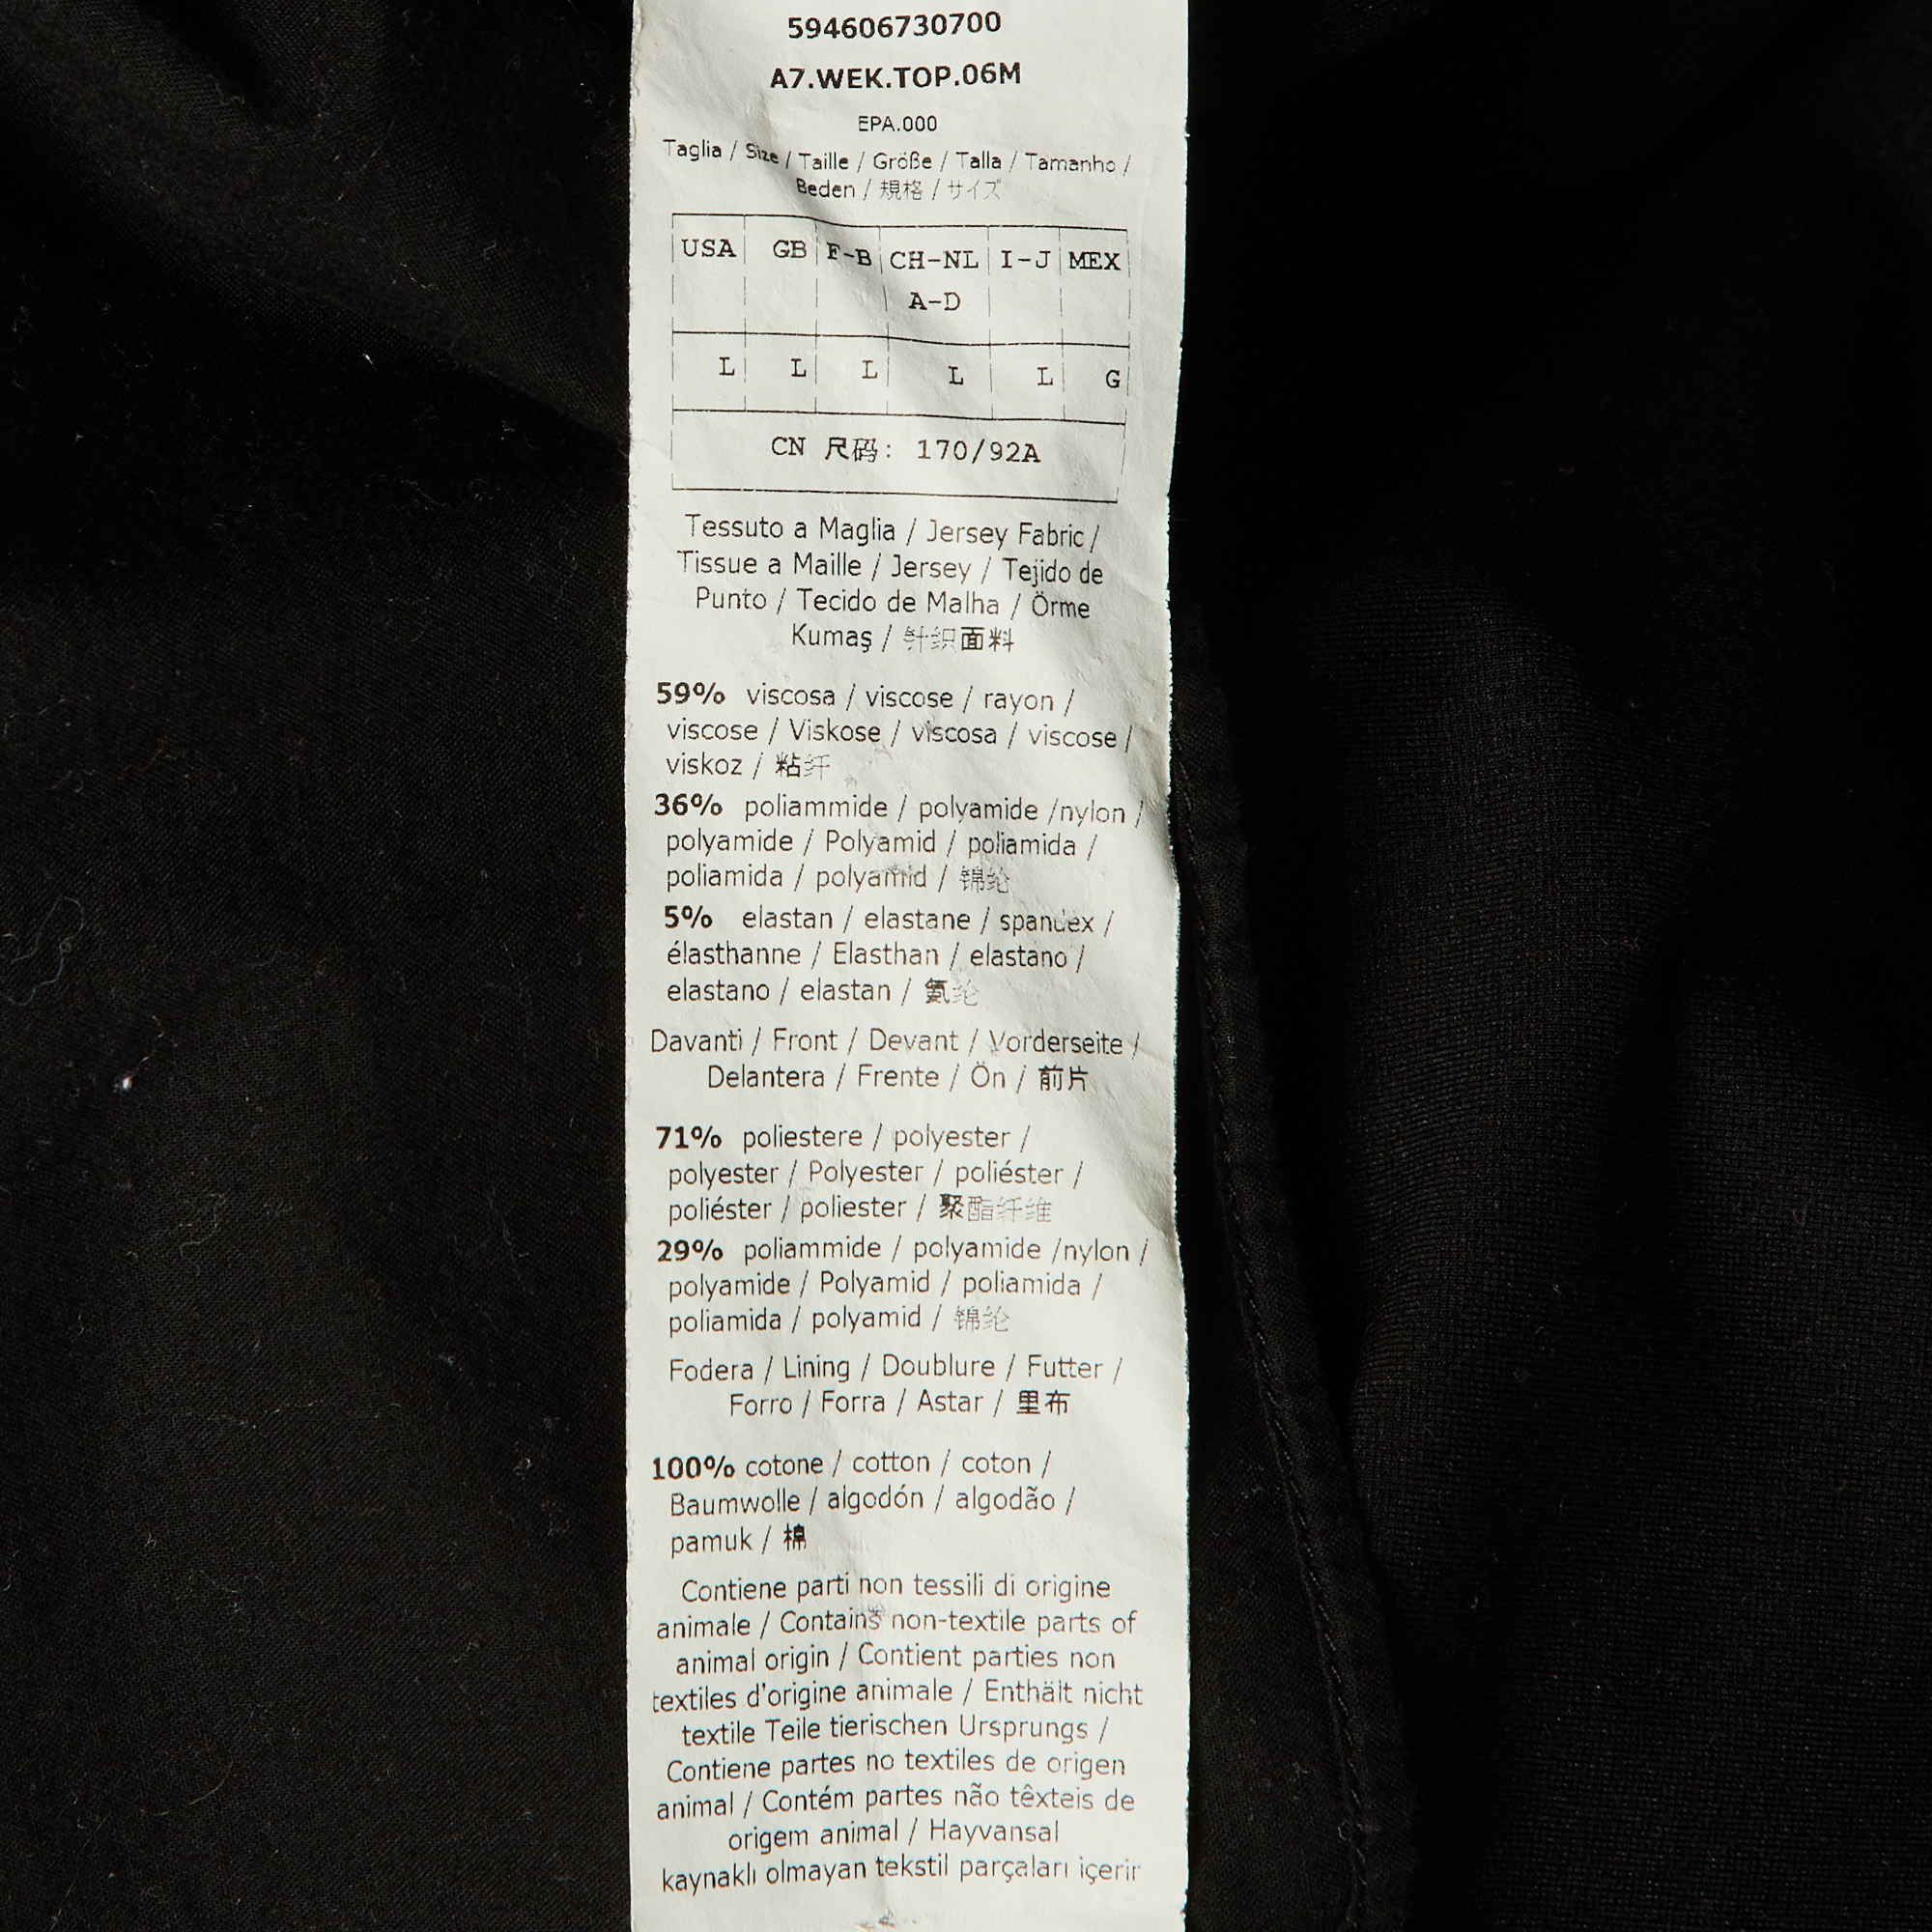 594606730700
A7.WEK.TOP.06M
EPA.000
Taglia / Size / Taille / Größe / Talla / Tamanho /
Beden / 規格 / サイズ
USA GB F-B CH-NL I-J MEX
A-D
L L L L L G
CN 尺码: 170/92A
Tessuto a Maglia / Jersey Fabric /
Tissue a Maille / Jersey / Tejido de
Punto / Tecido de Malha / Örme
Kumaş / 针织面料
59% viscosa / viscose / rayon /
viscose / Viskose / viscosa / viscose /
viskoz / 粘纤
36% poliammide / polyamide /nylon /
polyamide / Polyamid / poliamida /
poliamida / polyamid / 锦纶
5% elastan / elastane / spandex /
élasthanne / Elasthan / elastano /
elastano / elastan / 氨纶
Davanti / Front / Devant / Vorderseite /
Delantera / Frente / Ön / 前片
71% poliestere / polyester /
polyester / Polyester / poliéster /
poliéster / poliester / 聚酯纤维
29% poliammide / polyamide /nylon /
polyamide / Polyamid / poliamida /
poliamida / polyamid / 锦纶
Fodera / Lining / Doublure / Futter /
Forro / Forra / Astar / 里布
100% cotone / cotton / coton /
Baumwolle / algodón / algodão /
pamuk / 棉
Contiene parti non tessili di origine
animale / Contains non-textile parts of
animal origin / Contient parties non
textiles d'origine animale / Enthält nicht
textile Teile tierischen Ursprungs /
Contiene partes no textiles de origen
animal / Contém partes não têxteis de
origem animal / Hayvansal
kaynaklı olmayan tekstil parçaları içerir